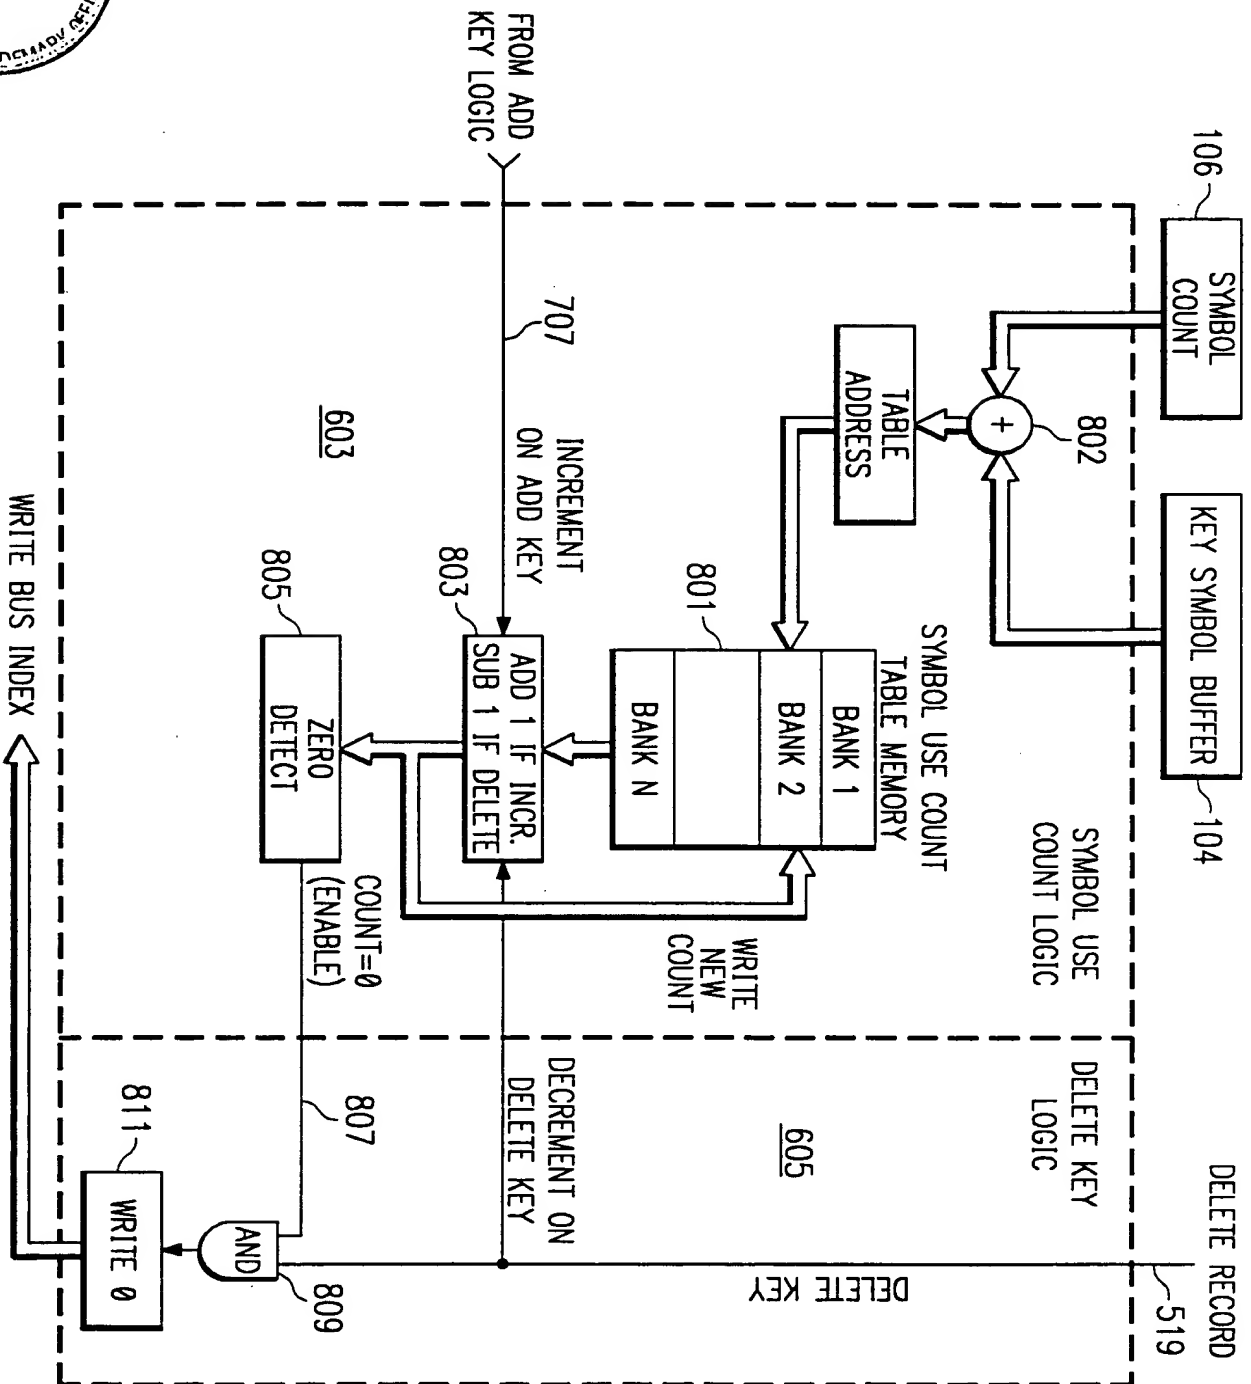 DELETE RECORD
519
106
SYMBOL
COUNT
KEY SYMBOL BUFFER
104
SYMBOL USE
COUNT LOGIC
DELETE KEY
LOGIC
605
802
+
TABLE
ADDRESS
SYMBOL USE COUNT
TABLE MEMORY
801
BANK 1
BANK 2
BANK N
WRITE
NEW
COUNT
DELETE KEY
FROM ADD
KEY LOGIC
707
INCREMENT
ON ADD KEY
803
ADD 1 IF INCR.
SUB 1 IF DELETE
DECREMENT ON
DELETE KEY
603
805
ZERO
DETECT
COUNT=0
(ENABLE)
807
AND
809
811
WRITE 0
WRITE BUS INDEX